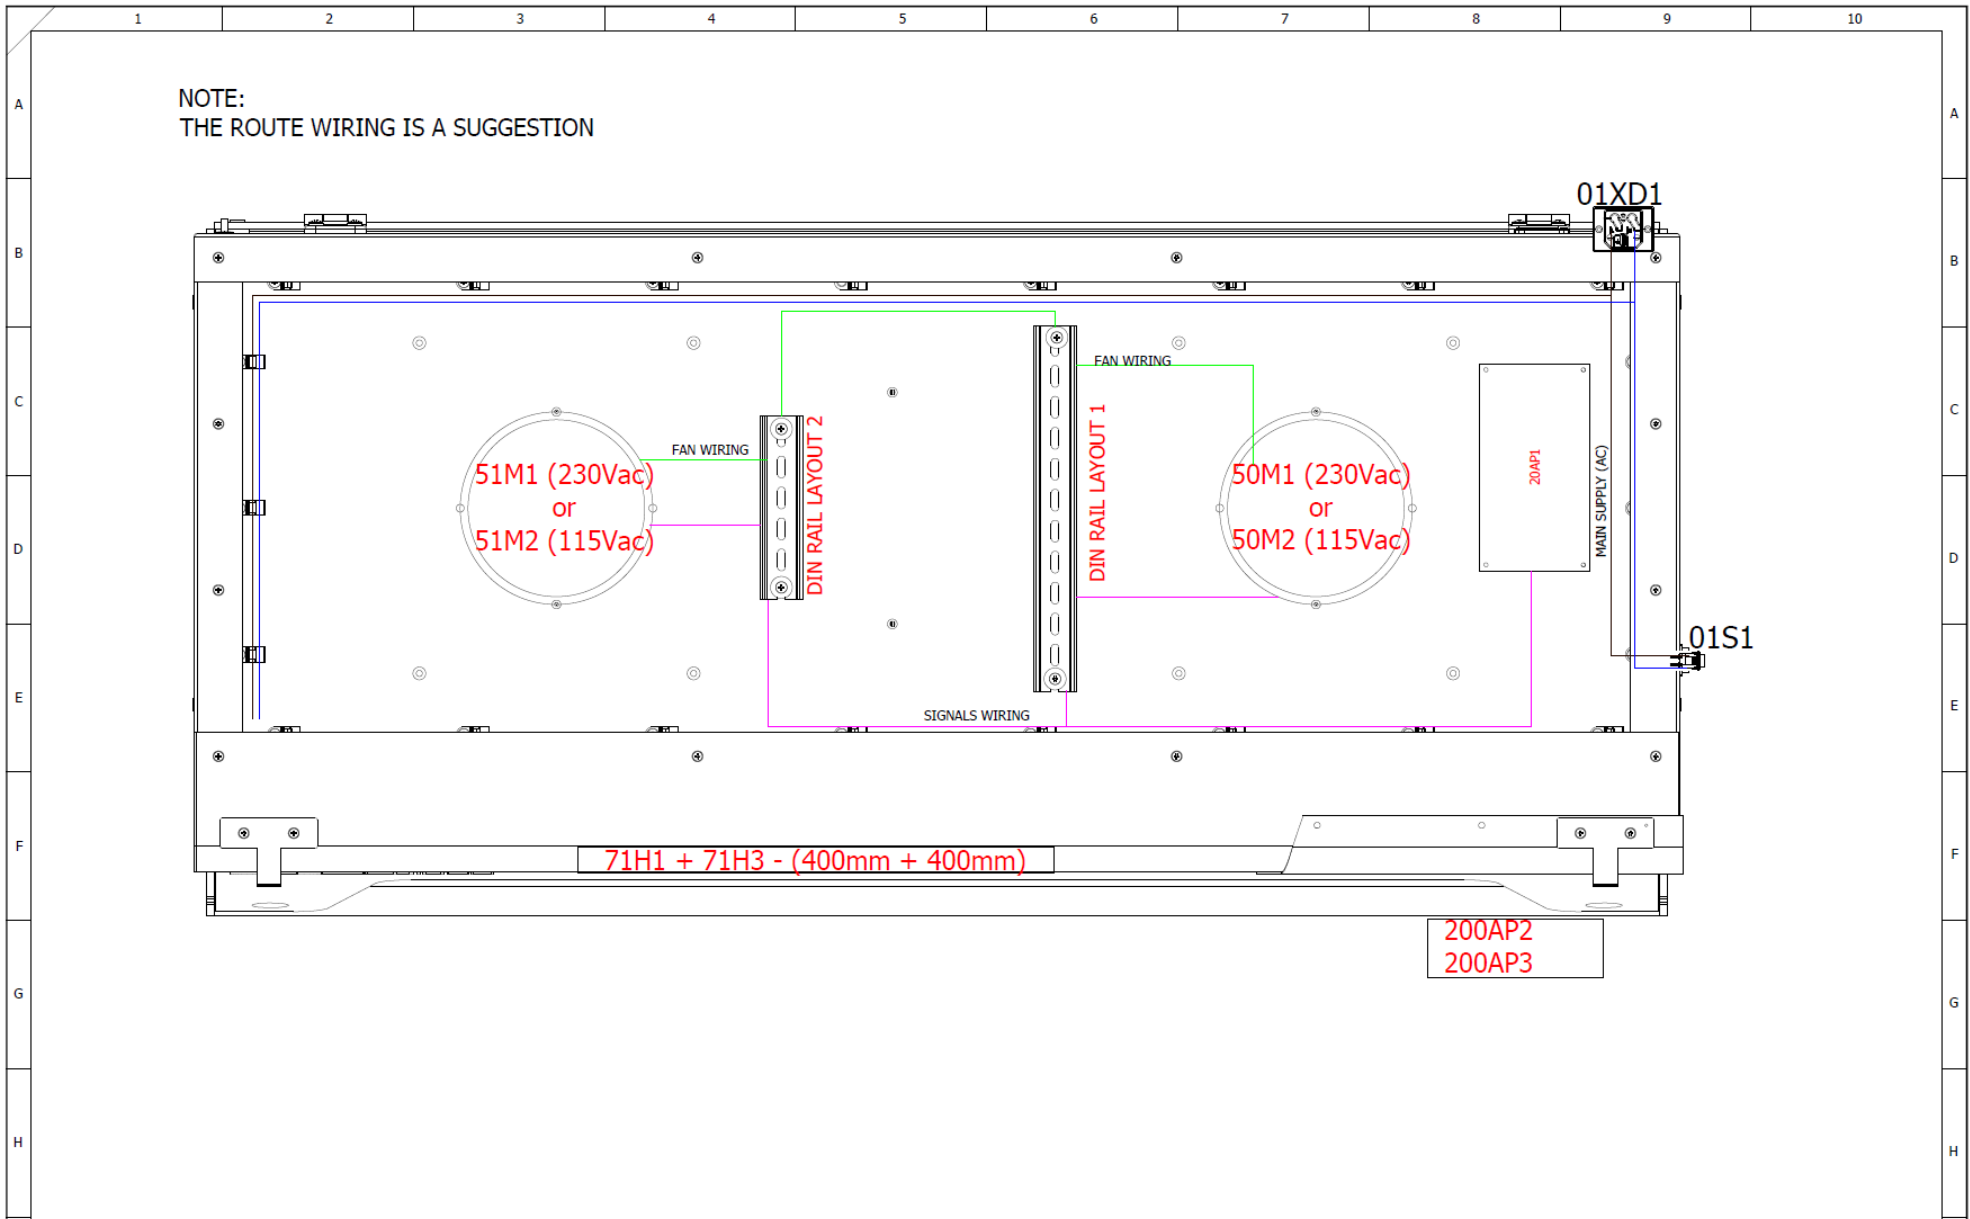 1 2 3 4 5 6 7 8 9 10
A A
NOTE:
THE ROUTE WIRING IS A SUGGESTION
01XD1
B B
FAN WIRING
C C
FAN WIRING
DIN RAIL LAYOUT 2
DIN RAIL LAYOUT 1
51M1 (230Vac)
or
51M2 (115Vac)
50M1 (230Vac)
or
50M2 (115Vac)
20AP1
MAIN SUPPLY (AC)
D D
01S1
E E
SIGNALS WIRING
F F
71H1 + 71H3 - (400mm + 400mm)
200AP2
200AP3
G G
H H